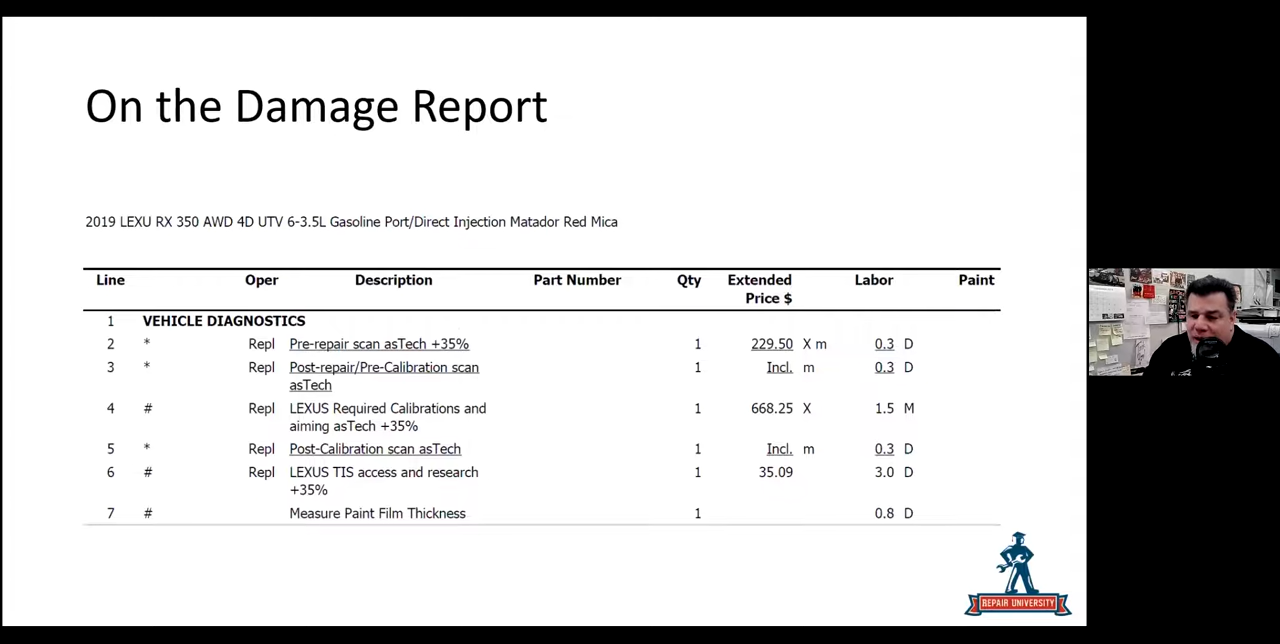 On the Damage Report
2019 LEXU RX 350 AWD 4D UTV 6-3.5L Gasoline Port/Direct Injection Matador Red Mica
Line Oper Description Part Number Qty Extended Price $ Labor Paint
1 VEHICLE DIAGNOSTICS
2 * Repl Pre-repair scan asTech +35% 1 229.50 X m 0.3 D
3 * Repl Post-repair/Pre-Calibration scan asTech 1 Incl. m 0.3 D
4 # Repl LEXUS Required Calibrations and aiming asTech +35% 1 668.25 X 1.5 M
5 * Repl Post-Calibration scan asTech 1 Incl. m 0.3 D
6 # Repl LEXUS TIS access and research +35% 1 35.09 3.0 D
7 # Measure Paint Film Thickness 1 0.8 D
REPAIR UNIVERSITY